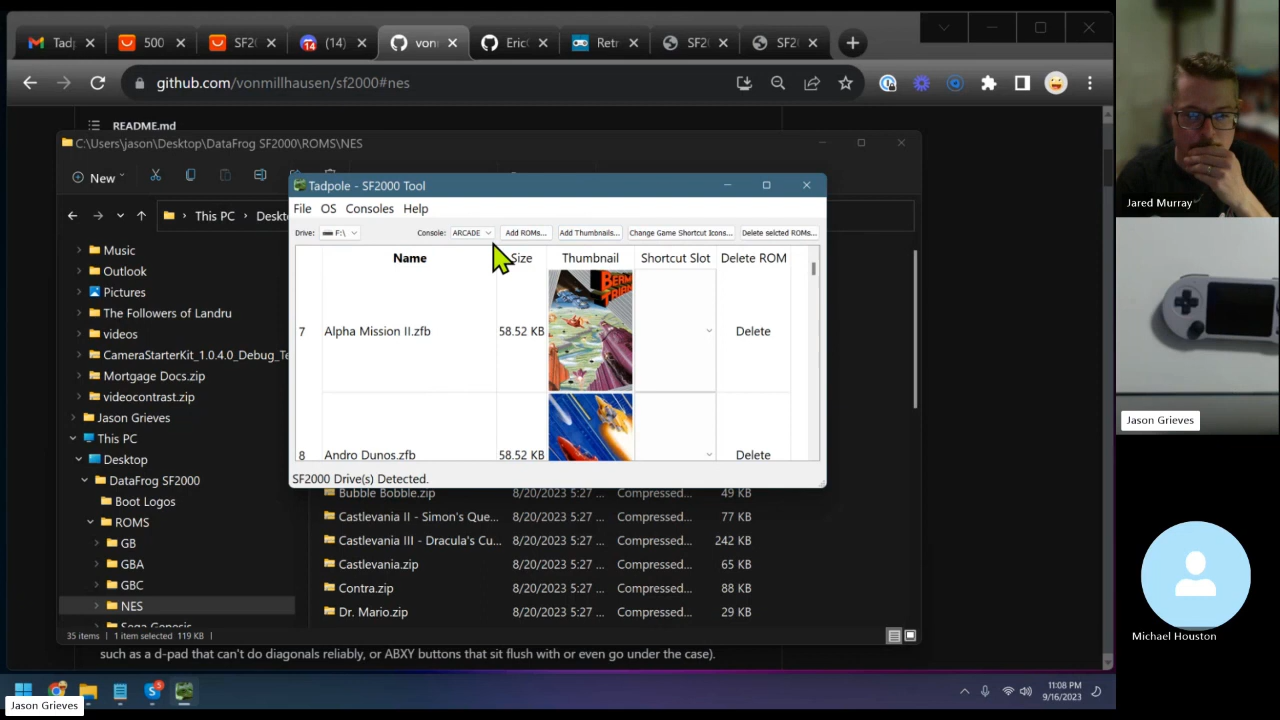 Tadp
500
SF2
(14)
von
Eric
Retr
SF2
SF2
github.com/vonmillhausen/sf2000#nes
README.md
C:\Users\jason\Desktop\DataFrog SF2000\ROMS\NES
New
This PC
Deskt
Tadpole - SF2000 Tool
File OS Consoles Help
Drive: F:\ Console: ARCADE Add ROMs... Add Thumbnails... Change Game Shortcut Icons... Delete selcted ROMs...
Name Size Thumbnail Shortcut Slot Delete ROM
7 Alpha Mission II.zfb 58.52 KB Delete
8 Andro Dunos.zfb 58.52 KB Delete
SF2000 Drive(s) Detected.
Music
Outlook
Pictures
The Followers of Landru
videos
CameraStarterKit_1.0.4.0_Debug_Te
Mortgage Docs.zip
videocontrast.zip
Jason Grieves
This PC
Desktop
DataFrog SF2000
Boot Logos
ROMS
GB
GBA
GBC
NES
Sega Genesis
Bubble Bobble.zip 8/20/2023 5:27 ... Compressed... 49 KB
Castlevania II - Simon's Que... 8/20/2023 5:27 ... Compressed... 77 KB
Castlevania III - Dracula's Cu... 8/20/2023 5:27 ... Compressed... 242 KB
Castlevania.zip 8/20/2023 5:27 ... Compressed... 65 KB
Contra.zip 8/20/2023 5:27 ... Compressed... 88 KB
Dr. Mario.zip 8/20/2023 5:27 ... Compressed... 29 KB
35 items 1 item selected 119 KB
such as a d-pad that can't do diagonals reliably, or ABXY buttons that sit flush with or even go under the case).
11:08 PM
9/16/2023
Jason Grieves
Jared Murray
Jason Grieves
Michael Houston